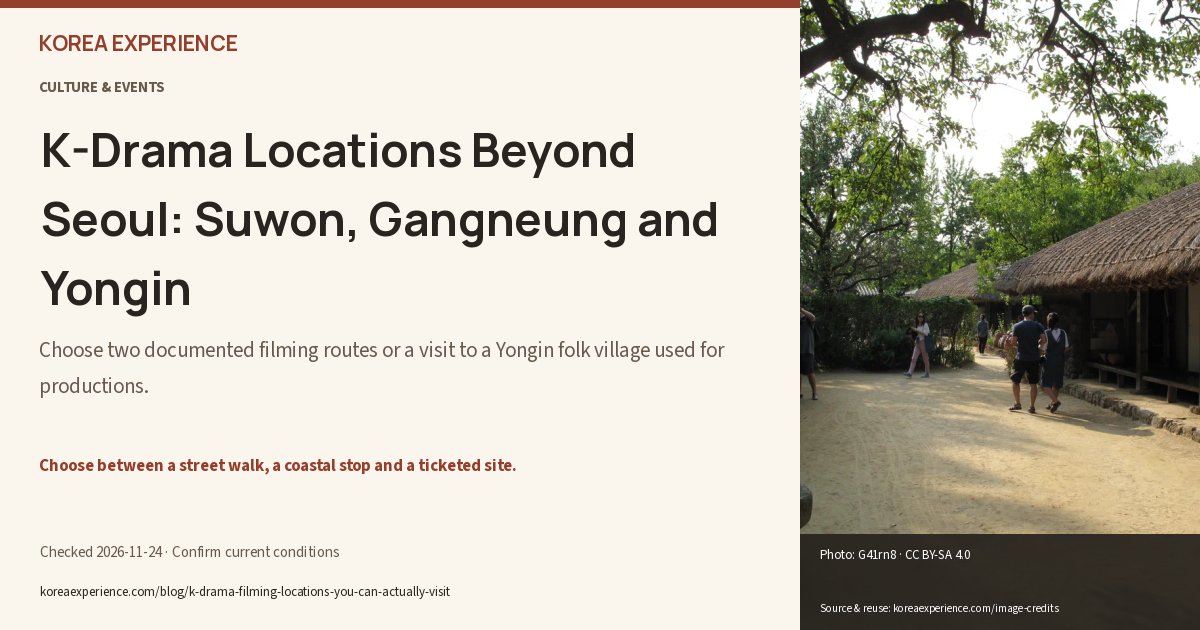 KOREA EXPERIENCE
CULTURE & EVENTS
K-Drama Locations Beyond
Seoul: Suwon, Gangneung and
Yongin
Choose two documented filming routes or a visit to a Yongin folk village used for
productions.
Choose between a street walk, a coastal stop and a ticketed site.
Checked 2026-11-24 · Confirm current conditions
koreaexperience.com/blog/k-drama-filming-locations-you-can-actually-visit
Photo: G41rn8 · CC BY-SA 4.0
Source & reuse: koreaexperience.com/image-credits